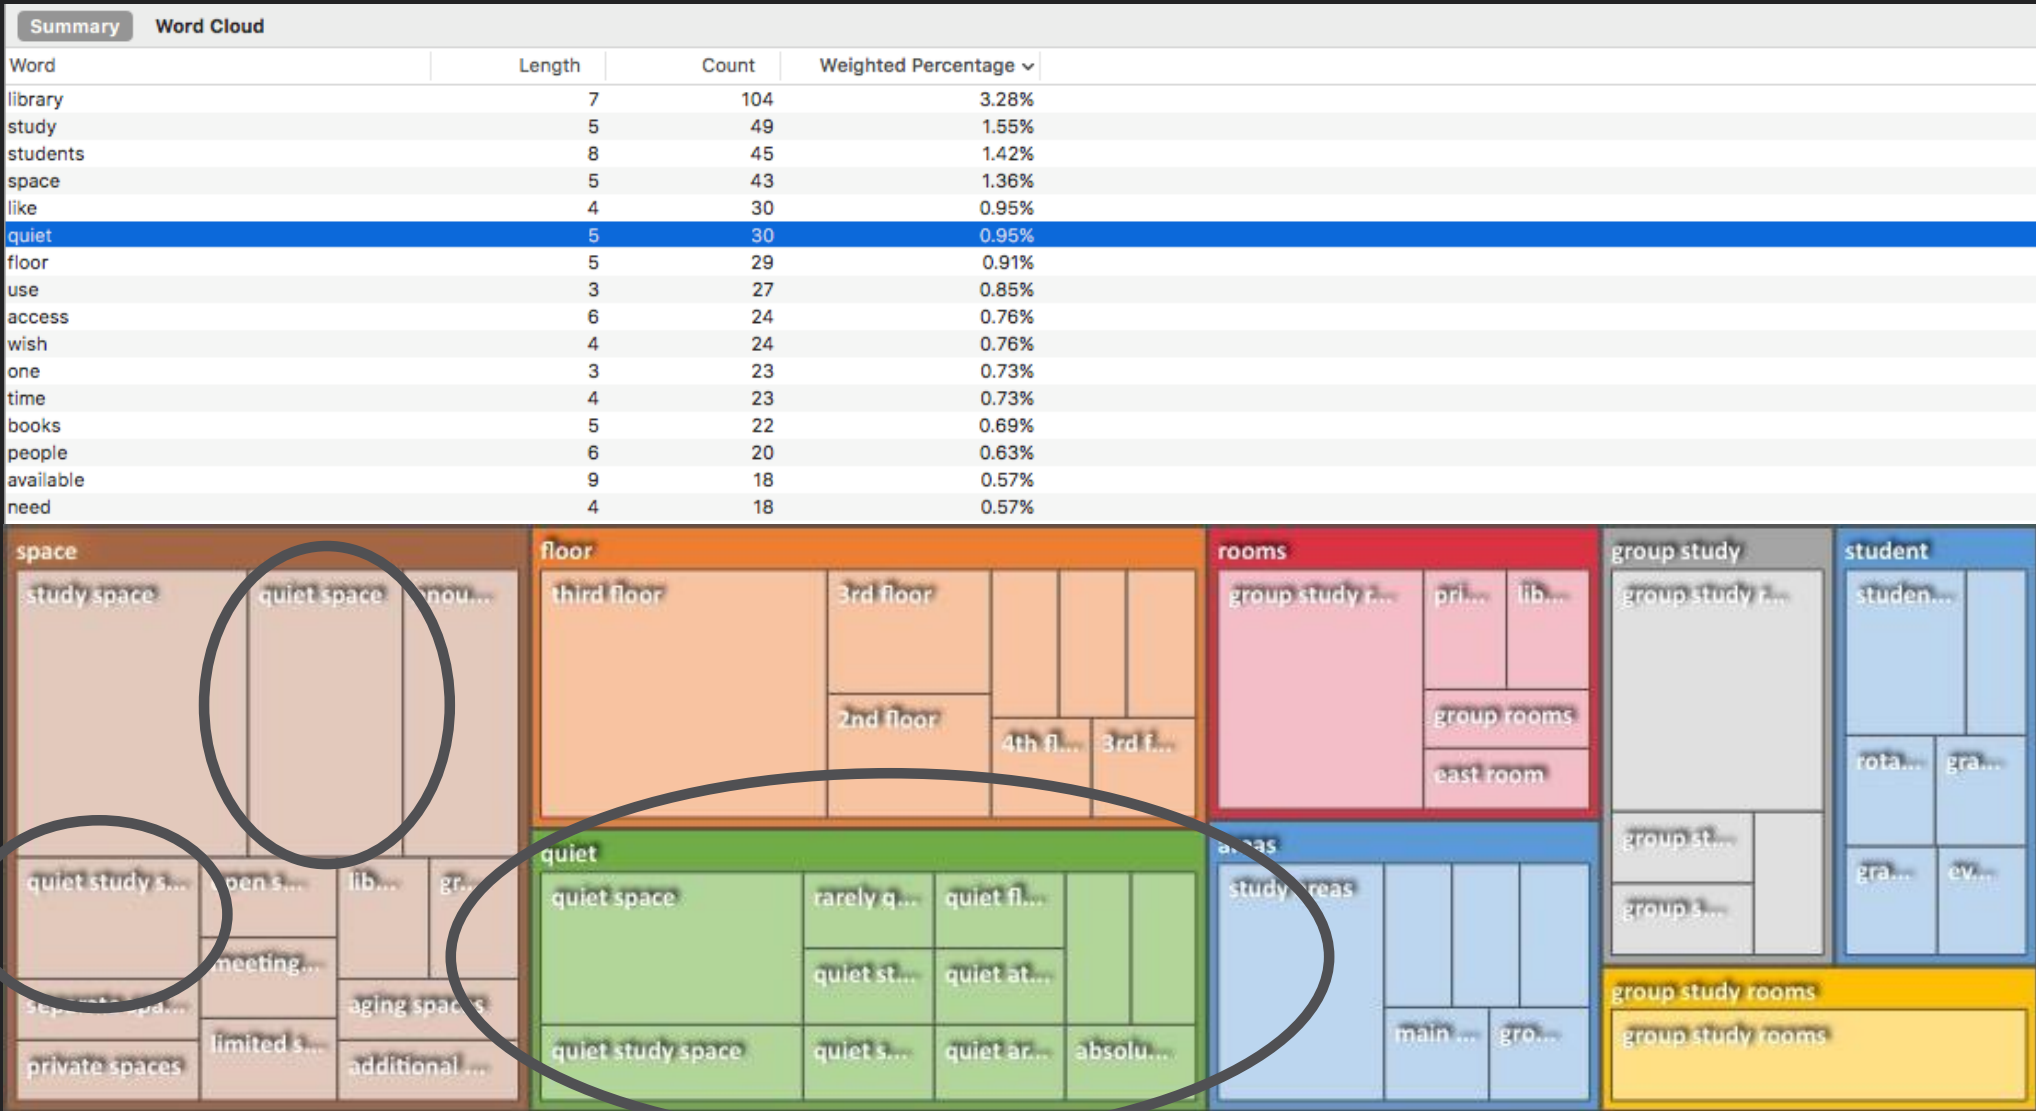 Summary Word Cloud
Word Length Count Weighted Percentage
library 7 104 3.28%
study 5 49 1.55%
students 8 45 1.42%
space 5 43 1.36%
like 4 30 0.95%
quiet 5 30 0.95%
floor 5 29 0.91%
use 3 27 0.85%
access 6 24 0.76%
wish 4 24 0.76%
one 3 23 0.73%
time 4 23 0.73%
books 5 22 0.69%
people 6 20 0.63%
available 9 18 0.57%
need 4 18 0.57%
space
study space
quiet space
quiet study s...
lib...
gr...
meeting...
aging spaces
limited s...
private spaces
additional ...
floor
third floor
3rd floor
2nd floor
4th fl...
3rd f...
quiet
quiet space
rarely q...
quiet fl...
quiet st...
quiet at...
quiet study space
quiet s...
quiet ar...
absolu...
rooms
group study r...
pri...
lib...
group rooms
east room
areas
study areas
main ...
gro...
group study
group study r...
group st...
group s...
student
studen...
rota...
gra...
gra...
ev...
group study rooms
group study rooms